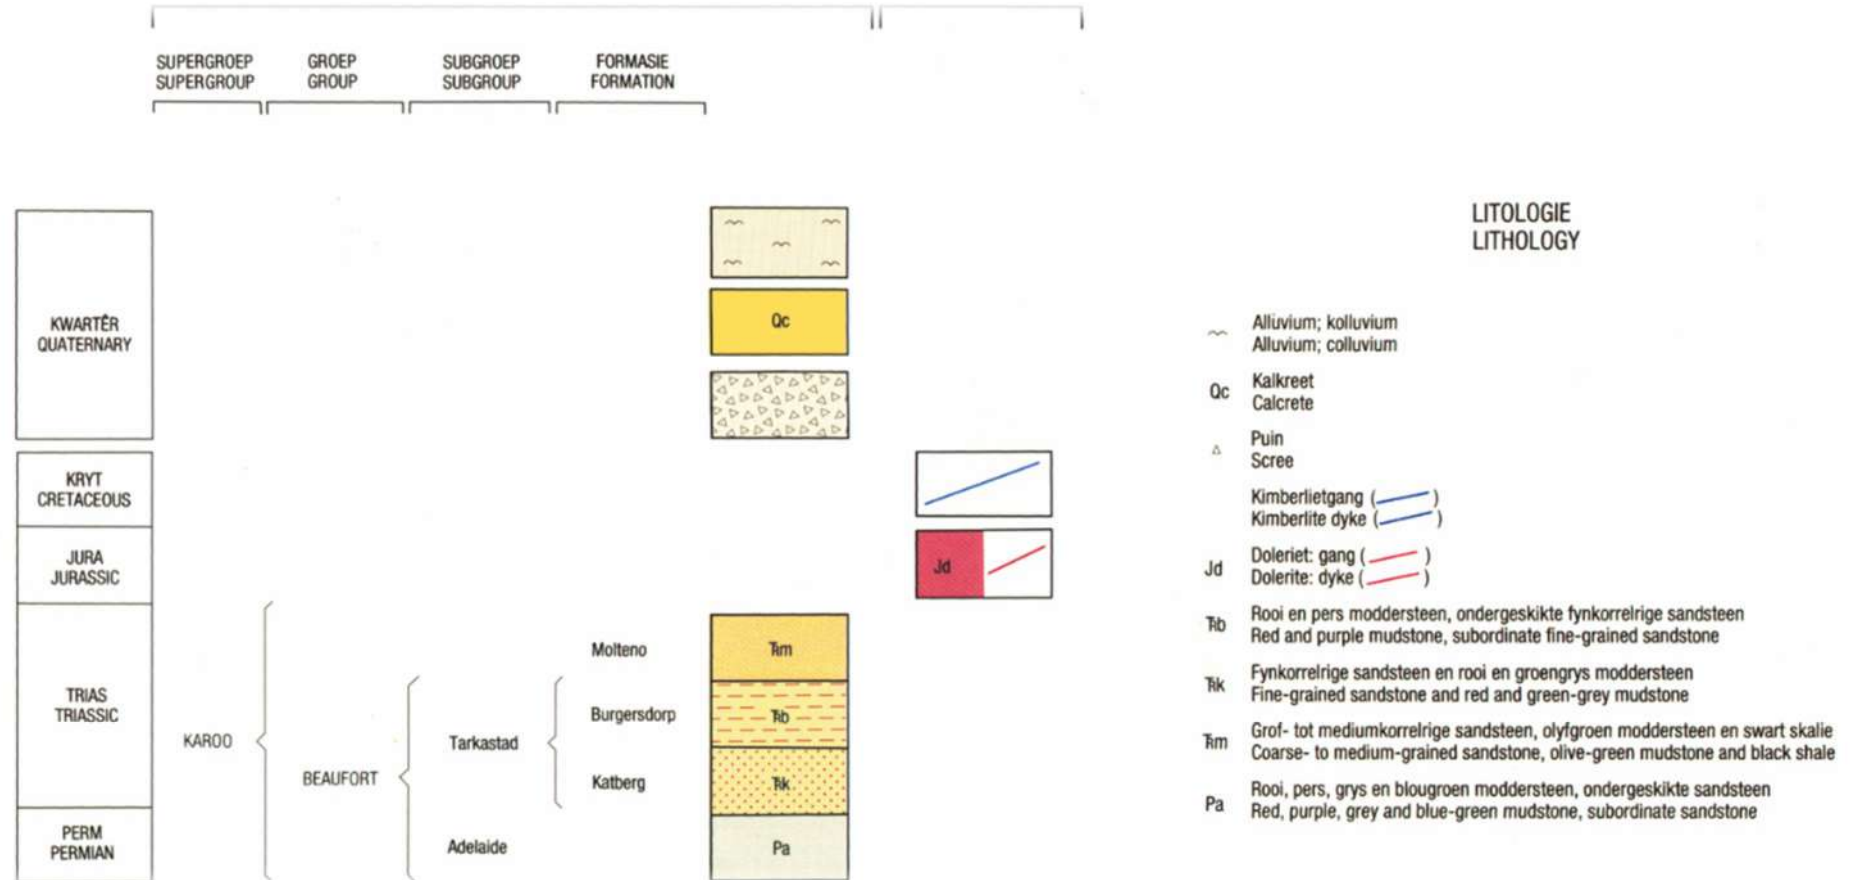 SUPERGROEP
SUPERGROUP
GROEP
GROUP
SUBGROEP
SUBGROUP
FORMASIE
FORMATION
KWARTÊR
QUATERNARY
KRYT
CRETACEOUS
JURA
JURASSIC
TRIAS
TRIASSIC
PERM
PERMIAN
KAROO
BEAUFORT
Tarkastad
Adelaide
Molteno
Burgersdorp
Katberg
Qc
Jd
Ŧm
Ŧb
Ŧk
Pa
LITOLOGIE
LITHOLOGY
Alluvium; kolluvium
Alluvium; colluvium
Qc
Kalkreet
Calcrete
Puin
Scree
Kimberlietgang ( )
Kimberlite dyke ( )
Jd
Doleriet: gang ( )
Dolerite: dyke ( )
Ŧb
Rooi en pers moddersteen, ondergeskikte fynkorrelrige sandsteen
Red and purple mudstone, subordinate fine-grained sandstone
Ŧk
Fynkorrelrige sandsteen en rooi en groengrys moddersteen
Fine-grained sandstone and red and green-grey mudstone
Ŧm
Grof- tot mediumkorrelrige sandsteen, olyfgroen moddersteen en swart skalie
Coarse- to medium-grained sandstone, olive-green mudstone and black shale
Pa
Rooi, pers, grys en blougroen moddersteen, ondergeskikte sandsteen
Red, purple, grey and blue-green mudstone, subordinate sandstone